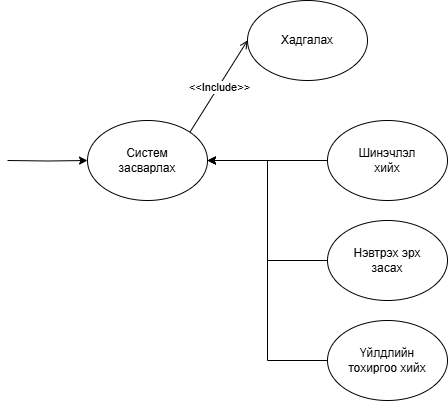 Хадгалах
<<Include>>
Систем
засварлах
Шинэчлэл
хийх
Нэвтрэх эрх
засах
Үйлдлийн
тохиргоо хийх